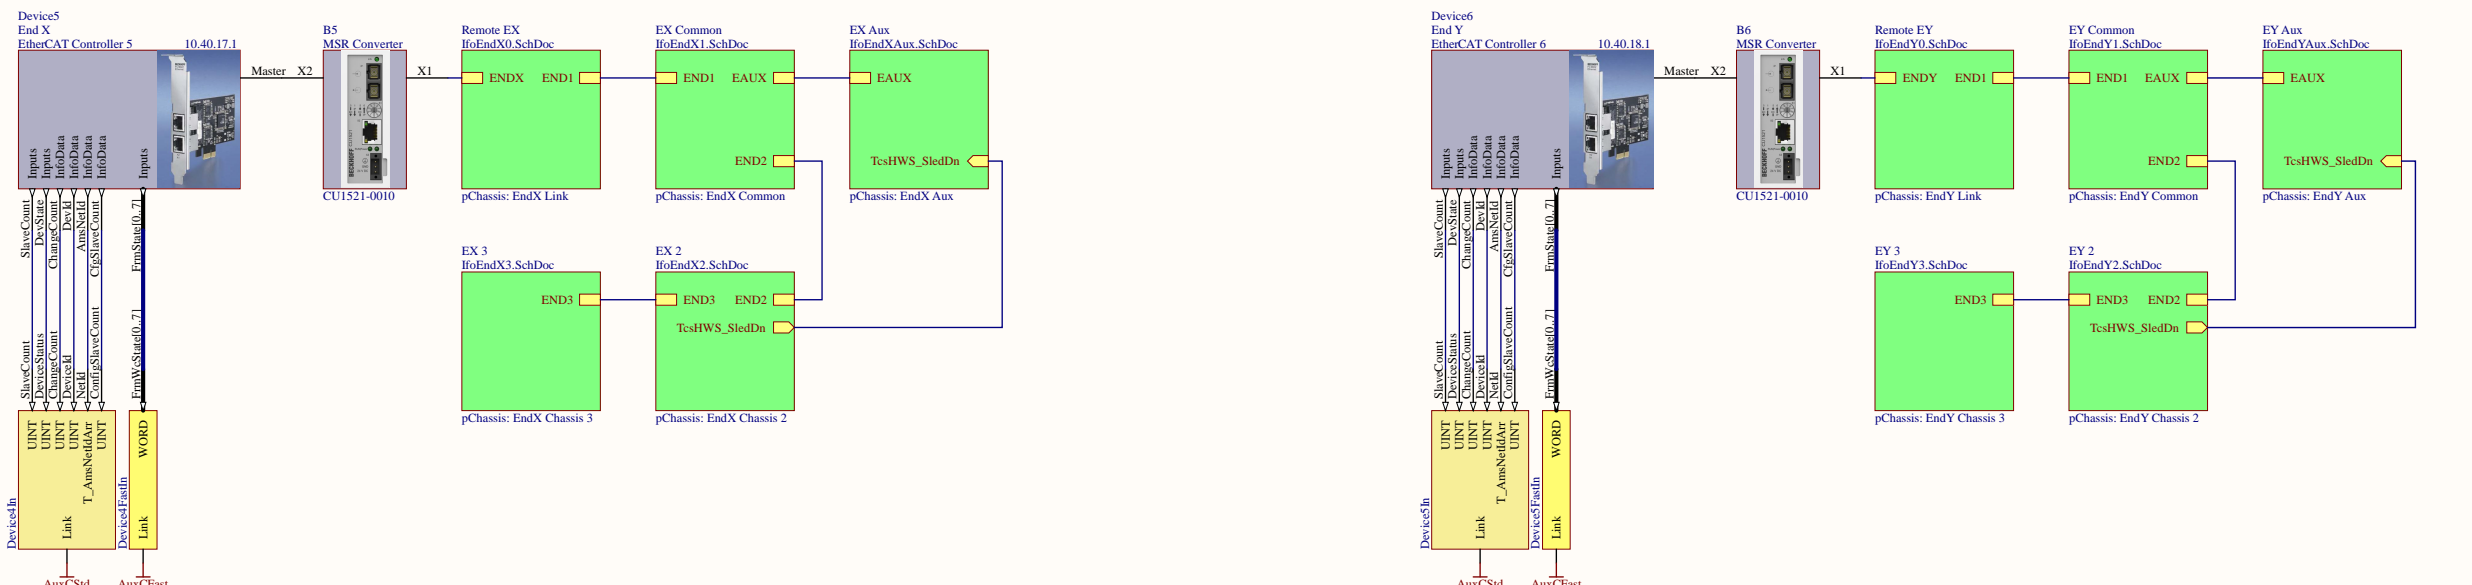 Device5
End X
EtherCAT Controller 5 10.40.17.1
Inputs
Inputs
InfoData
InfoData
InfoData
InfoData
Inputs
Master X2
B5
MSR Converter
BECKHOFF
CU1521-0010
X1
Remote EX
IfoEndX0.SchDoc
ENDX END1
pChassis: EndX Link
EX Common
IfoEndX1.SchDoc
END1 EAUX
END2
pChassis: EndX Common
EX Aux
IfoEndXAux.SchDoc
EAUX
TcsHWS_SledDn
pChassis: EndX Aux
SlaveCount
DevState
ChangeCount
DevId
AmsNetId
CfgSlaveCount
FrmState[0..7]
SlaveCount
DeviceStatus
ChangeCount
DeviceId
NetId
ConfigSlaveCount
FrmWcState[0..7]
EX 3
IfoEndX3.SchDoc
END3
pChassis: EndX Chassis 3
EX 2
IfoEndX2.SchDoc
END3 END2
TcsHWS_SledDn
pChassis: EndX Chassis 2
UINT
UINT
UINT
UINT
T_AmsNetIdArr
UINT
WORD
Device4In
Link
Device4FastIn
Link
AuxCStd
AuxCFast
Device6
End Y
EtherCAT Controller 6 10.40.18.1
Inputs
Inputs
InfoData
InfoData
InfoData
InfoData
Inputs
Master X2
B6
MSR Converter
BECKHOFF
CU1521-0010
X1
Remote EY
IfoEndY0.SchDoc
ENDY END1
pChassis: EndY Link
EY Common
IfoEndY1.SchDoc
END1 EAUX
END2
pChassis: EndY Common
EY Aux
IfoEndYAux.SchDoc
EAUX
TcsHWS_SledDn
pChassis: EndY Aux
SlaveCount
DevState
ChangeCount
DevId
AmsNetId
CfgSlaveCount
FrmState[0..7]
SlaveCount
DeviceStatus
ChangeCount
DeviceId
NetId
ConfigSlaveCount
FrmWcState[0..7]
EY 3
IfoEndY3.SchDoc
END3
pChassis: EndY Chassis 3
EY 2
IfoEndY2.SchDoc
END3 END2
TcsHWS_SledDn
pChassis: EndY Chassis 2
UINT
UINT
UINT
UINT
T_AmsNetIdArr
UINT
WORD
Device5In
Link
Device5FastIn
Link
AuxCStd
AuxCFast